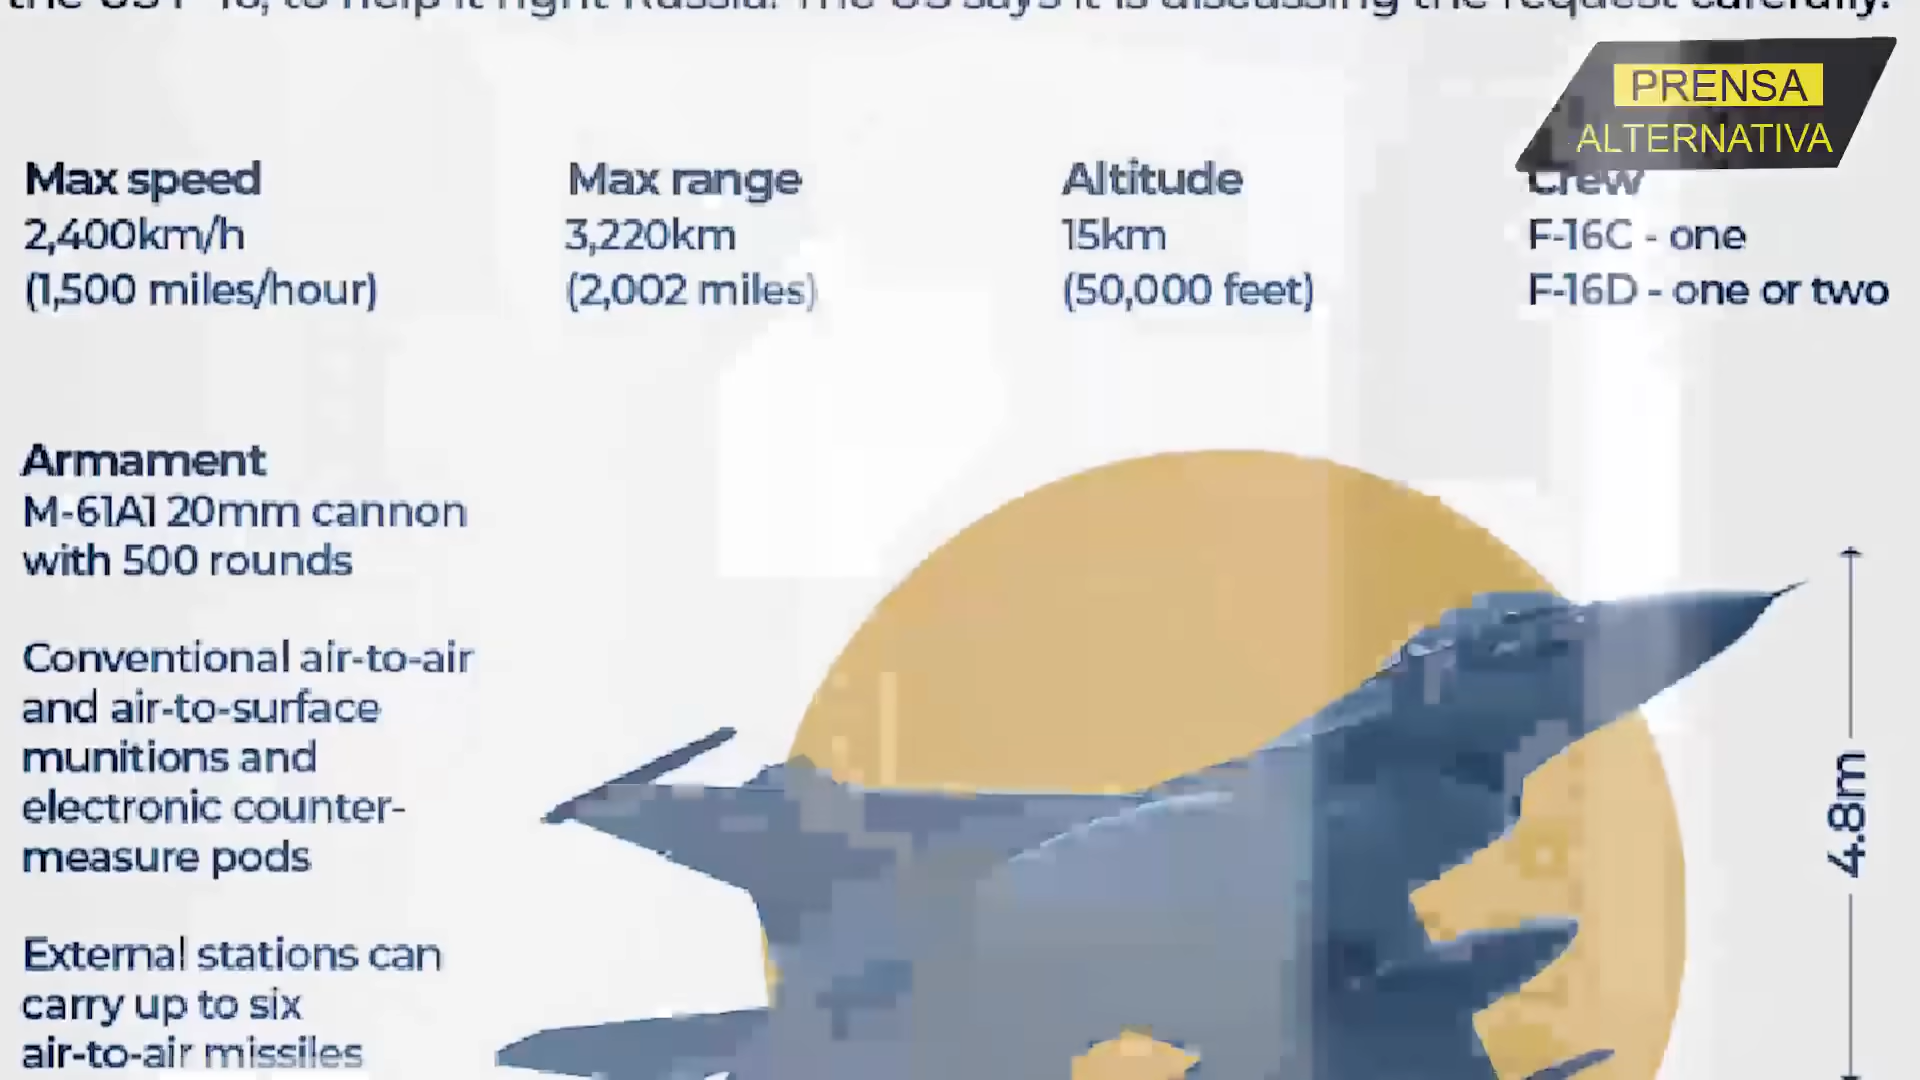 PRENSA
ALTERNATIVA
Max speed
2,400km/h
(1,500 miles/hour)
Max range
3,220km
(2,002 miles)
Altitude
15km
(50,000 feet)
Crew
F-16C - one
F-16D - one or two
Armament
M-61A1 20mm cannon
with 500 rounds
Conventional air-to-air
and air-to-surface
munitions and
electronic counter-
measure pods
External stations can
carry up to six
air-to-air missiles
4.8m